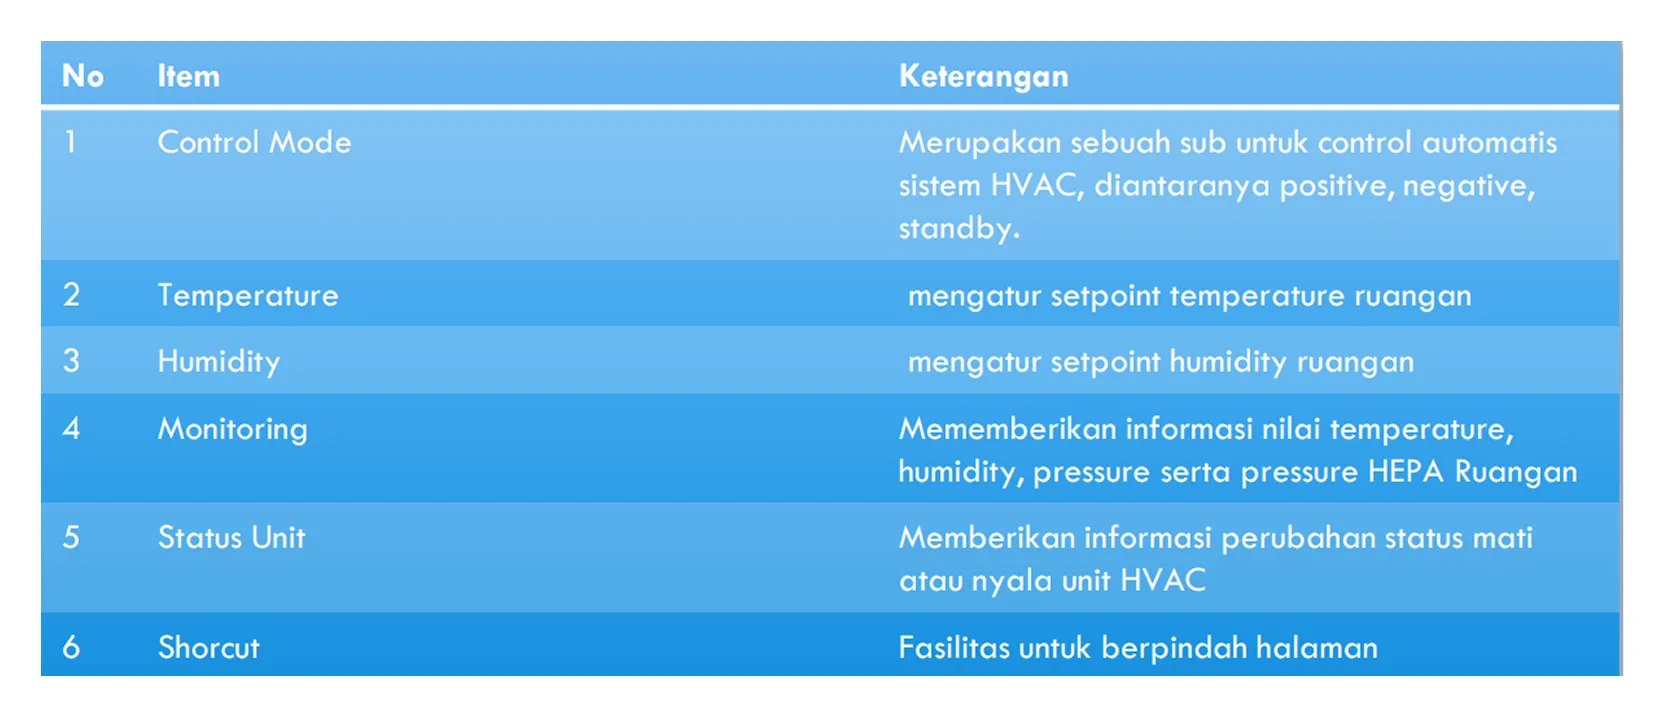 No Item Keterangan
1 Control Mode Merupakan sebuah sub untuk control automatis
sistem HVAC, diantaranya positive, negative,
standby.
2 Temperature mengatur setpoint temperature ruangan
3 Humidity mengatur setpoint humidity ruangan
4 Monitoring Mememberikan informasi nilai temperature,
humidity, pressure serta pressure HEPA Ruangan
5 Status Unit Memberikan informasi perubahan status mati
atau nyala unit HVAC
6 Shorcut Fasilitas untuk berpindah halaman